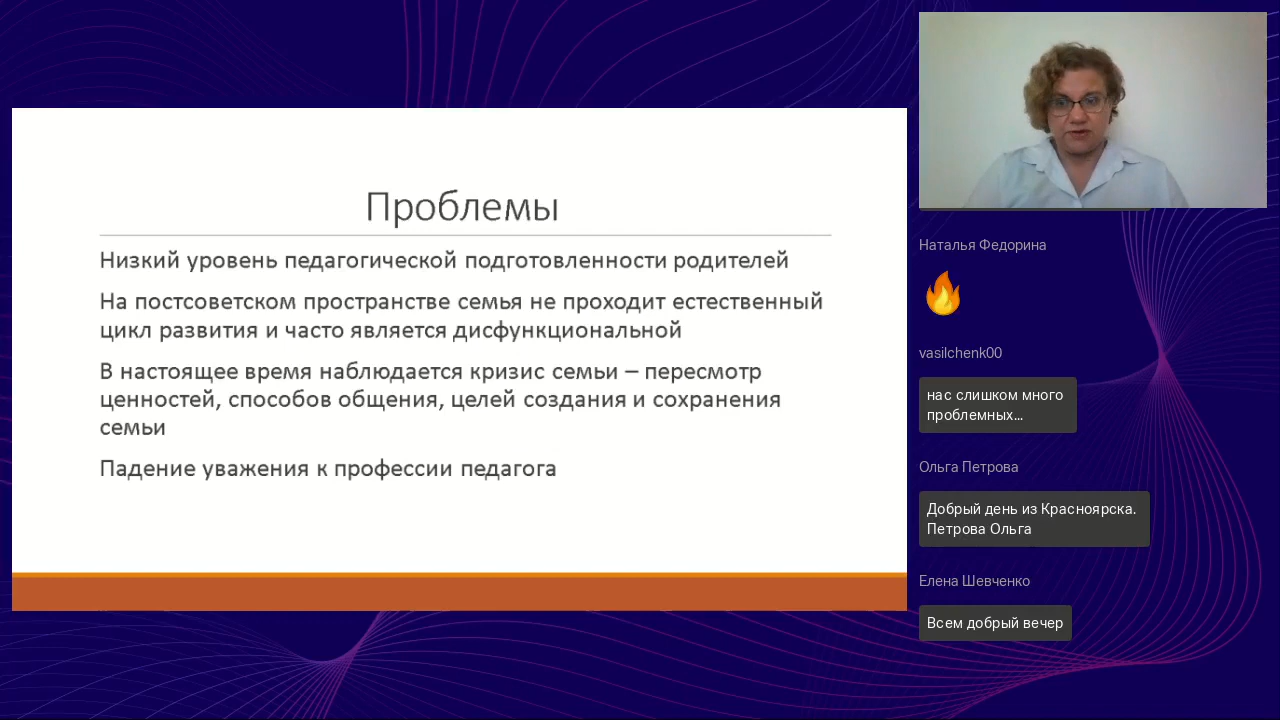 Проблемы
Низкий уровень педагогической подготовленности родителей
На постсоветском пространстве семья не проходит естественный
цикл развития и часто является дисфункциональной
В настоящее время наблюдается кризис семьи – пересмотр
ценностей, способов общения, целей создания и сохранения
семьи
Падение уважения к профессии педагога
Наталья Федорина
vasilchenk00
нас слишком много
проблемных...
Ольга Петрова
Добрый день из Красноярска.
Петрова Ольга
Елена Шевченко
Всем добрый вечер